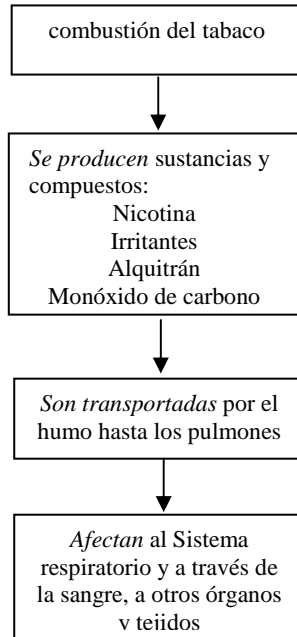 combustión del tabaco
Se producen sustancias y
compuestos:
Nicotina
Irritantes
Alquitrán
Monóxido de carbono
Son transportadas por el
humo hasta los pulmones
Afectan al Sistema
respiratorio y a través de
la sangre, a otros órganos
y tejidos